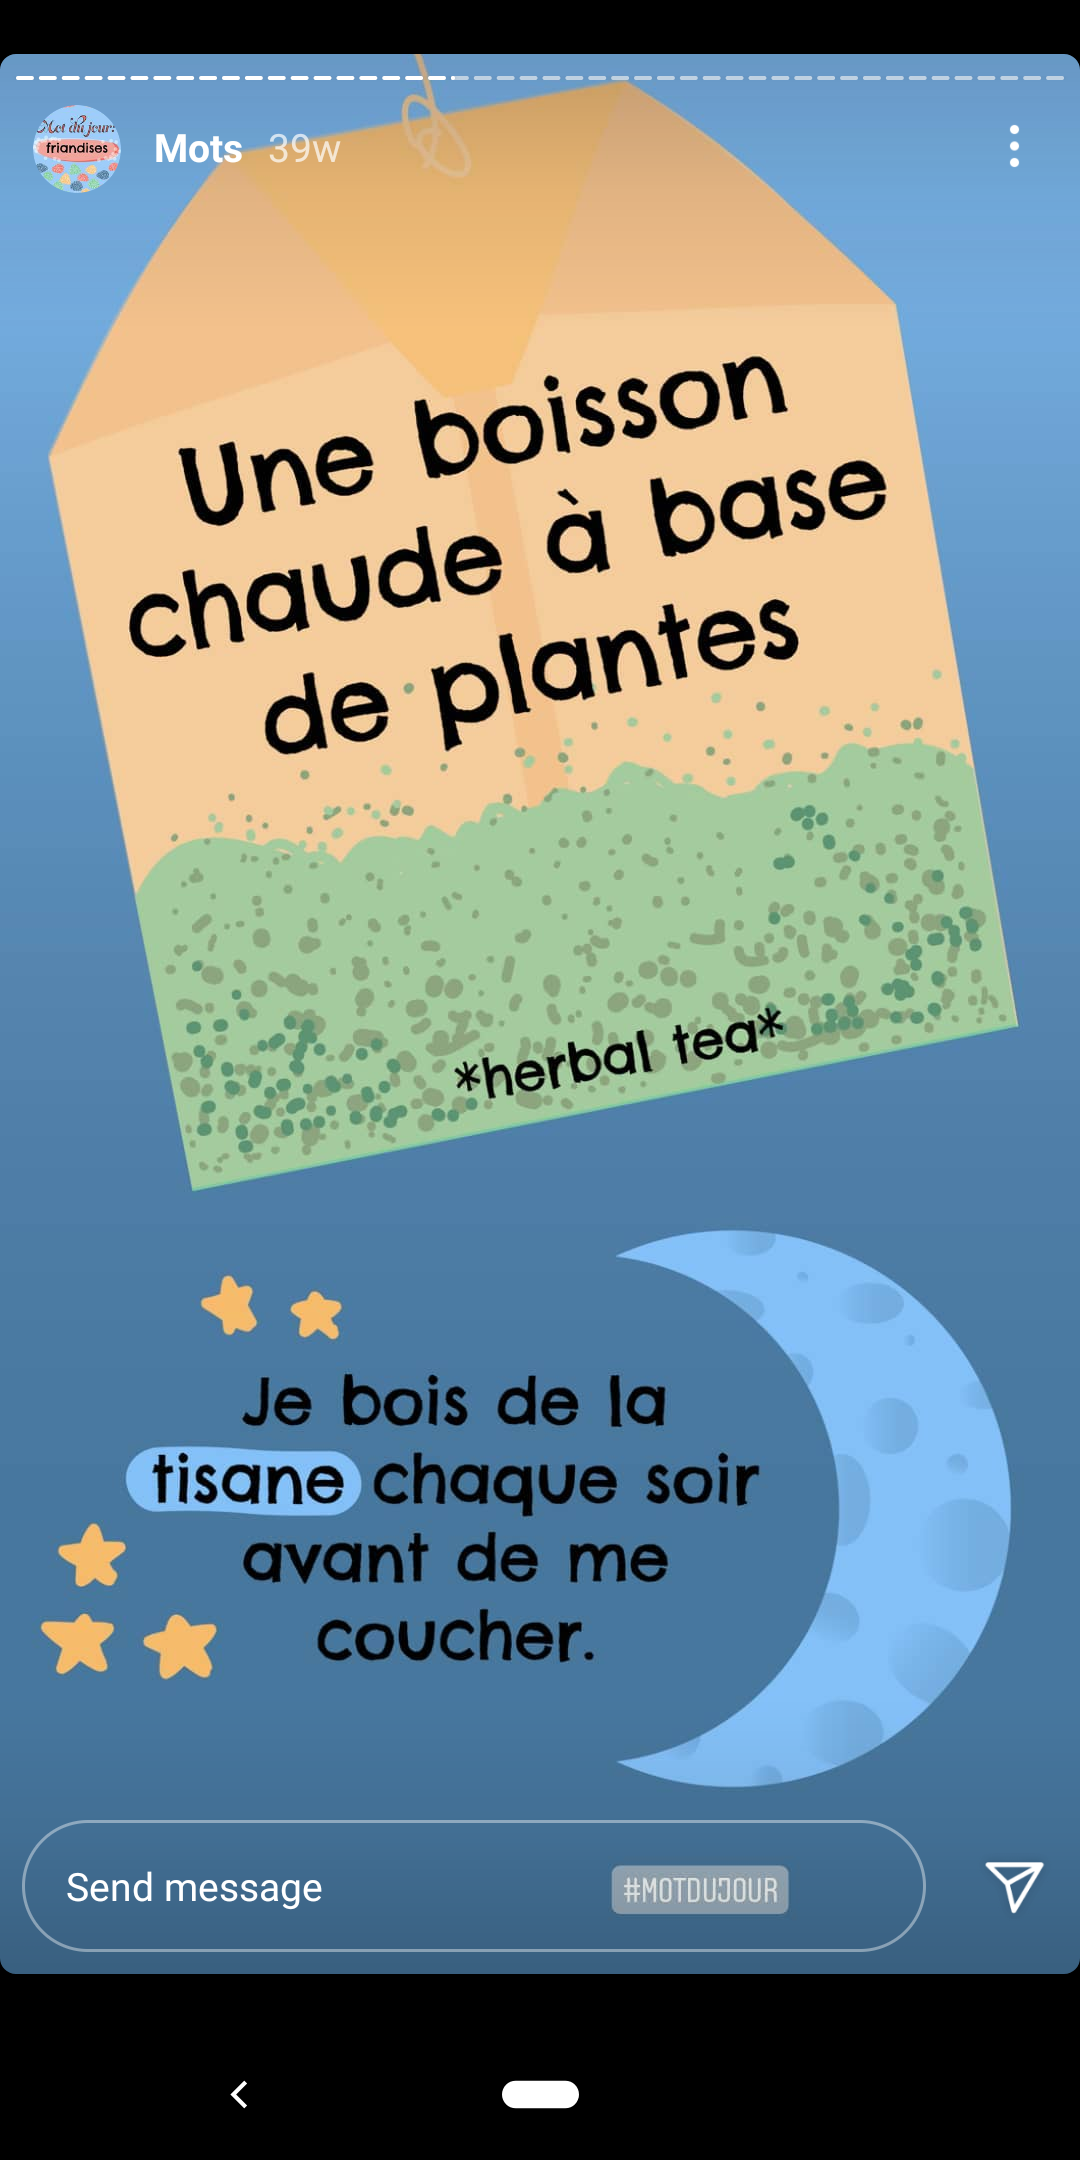 Mot du jour:
friandises
Mots 39w
Une boisson
chaude à base
de plantes
*herbal tea*
Je bois de la
tisane chaque soir
avant de me
coucher.
Send message
#MOTDUJOUR